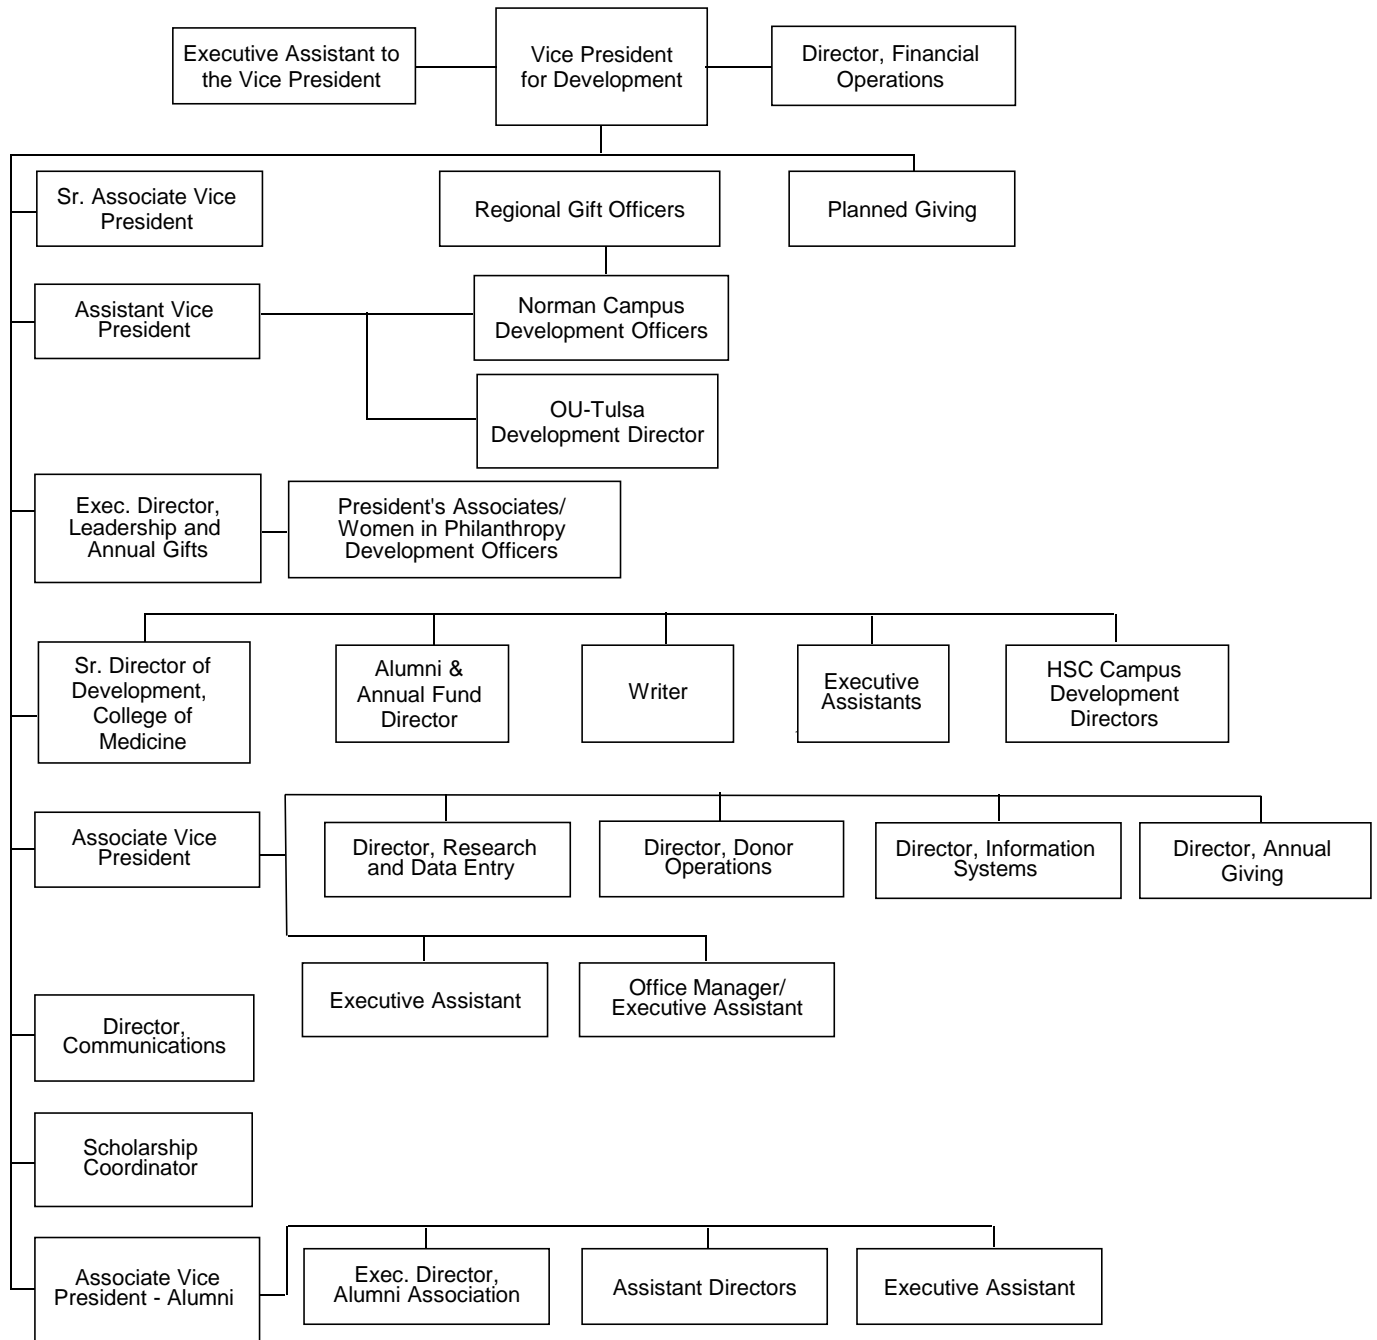 Executive Assistant to
the Vice President
Vice President
for Development
Director, Financial
Operations
Sr. Associate Vice
President
Regional Gift Officers
Planned Giving
Assistant Vice
President
Norman Campus
Development Officers
OU-Tulsa
Development Director
Exec. Director,
Leadership and
Annual Gifts
President's Associates/
Women in Philanthropy
Development Officers
Sr. Director of
Development,
College of
Medicine
Alumni &
Annual Fund
Director
Writer
Executive
Assistants
HSC Campus
Development
Directors
Associate Vice
President
Director, Research
and Data Entry
Director, Donor
Operations
Director, Information
Systems
Director, Annual
Giving
Executive Assistant
Office Manager/
Executive Assistant
Director,
Communications
Scholarship
Coordinator
Associate Vice
President - Alumni
Exec. Director,
Alumni Association
Assistant Directors
Executive Assistant